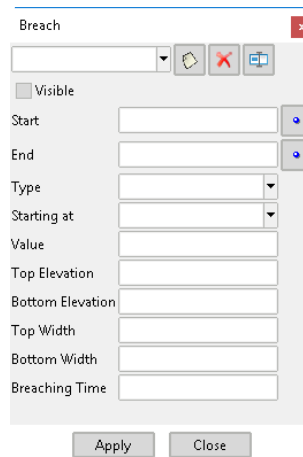 Breach
Visible
Start
End
Type
Starting at
Value
Top Elevation
Bottom Elevation
Top Width
Bottom Width
Breaching Time
Apply Close